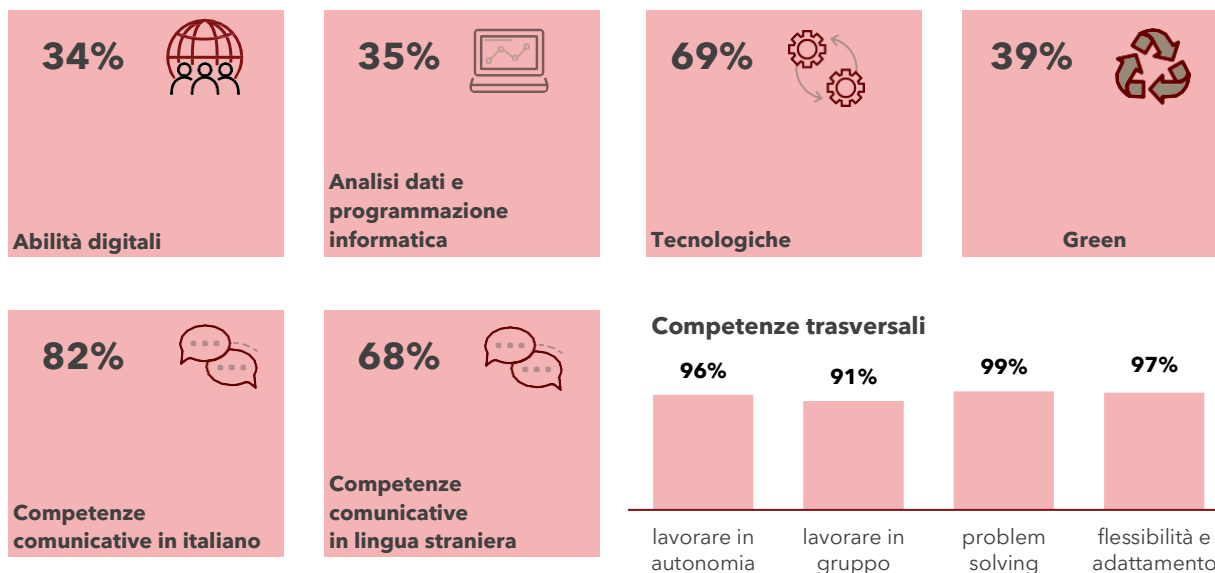 34%
Abilità digitali
35%
Analisi dati e
programmazione
informatica
69%
Tecnologiche
39%
Green
82%
Competenze
comunicative in italiano
68%
Competenze
comunicative
in lingua straniera
Competenze trasversali
96%
91%
99%
97%
lavorare in
autonomia
lavorare in
gruppo
problem
solving
flessibilità e
adattamento